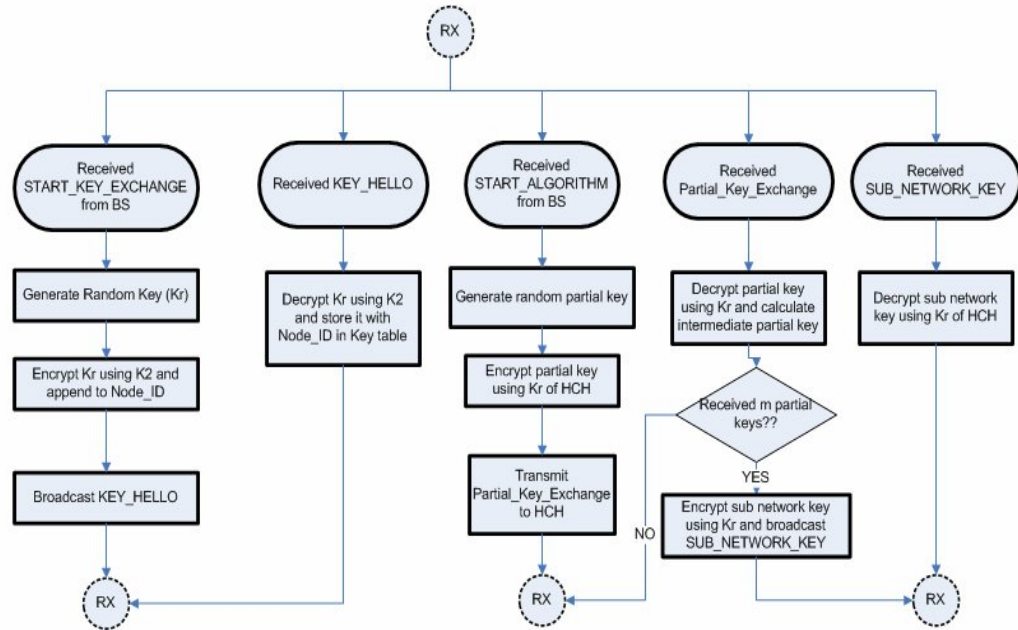 RX
Received
START_KEY_EXCHANGE
from BS
Received KEY_HELLO
Received
START_ALGORITHM
from BS
Received
Partial_Key_Exchange
Received
SUB_NETWORK_KEY
Generate Random Key (Kr)
Decrypt Kr using K2
and store it with
Node_ID in Key table
Generate random partial key
Decrypt partial key
using Kr and calculate
intermediate partial key
Decrypt sub network
key using Kr of HCH
Encrypt Kr using K2 and
append to Node_ID
Encrypt partial key
using Kr of HCH
Received m partial
keys??
Broadcast KEY_HELLO
Transmit
Partial_Key_Exchange
to HCH
YES
NO
Encrypt sub network key
using Kr and broadcast
SUB_NETWORK_KEY
RX
RX
RX